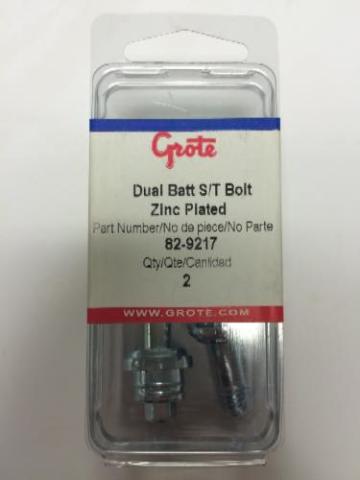 Grote
Dual Batt S/T Bolt
Zinc Plated
Part Number/No de piece/No Parte
82-9217
Qty/Qte/Cantidad
2
WWW.GROTE.COM